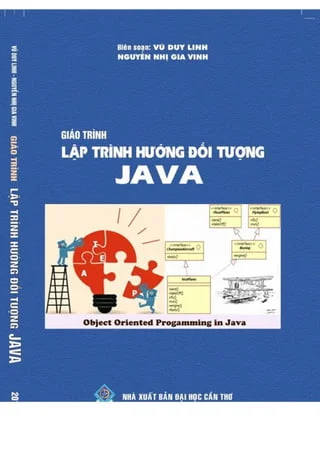 Biên soạn: VŨ DUY LINH
NGUYỄN NHỊ GIA VINH
GIÁO TRÌNH
LẬP TRÌNH HƯỚNG ĐỐI TƯỢNG
JAVA
Object Oriented Progamming in Java
NHÀ XUẤT BẢN ĐẠI HỌC CẦN THƠ
VŨ DUY LINH - NGUYỄN NHỊ GIA VINH GIÁO TRÌNH LẬP TRÌNH HƯỚNG ĐỐI TƯỢNG JAVA 20